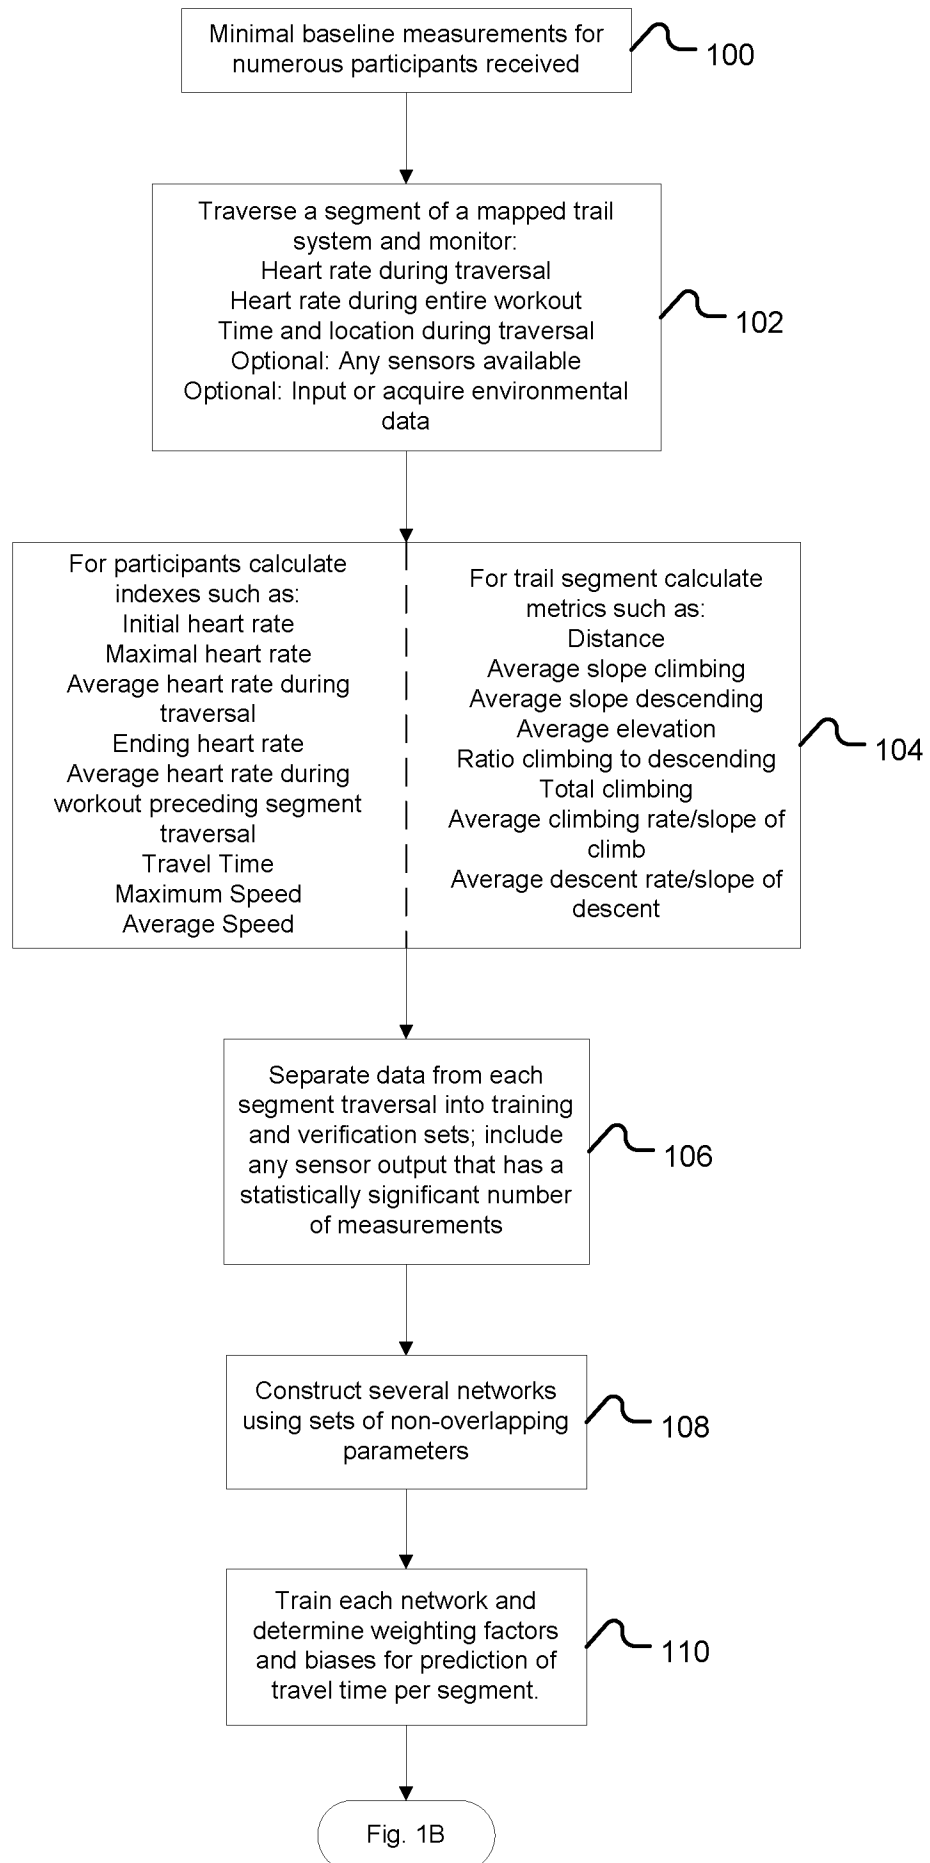 Minimal baseline measurements for
numerous participants received
100
Traverse a segment of a mapped trail
system and monitor:
Heart rate during traversal
Heart rate during entire workout
Time and location during traversal
Optional: Any sensors available
Optional: Input or acquire environmental
data
102
For participants calculate
indexes such as:
Initial heart rate
Maximal heart rate
Average heart rate during
traversal
Ending heart rate
Average heart rate during
workout preceding segment
traversal
Travel Time
Maximum Speed
Average Speed
For trail segment calculate
metrics such as:
Distance
Average slope climbing
Average slope descending
Average elevation
Ratio climbing to descending
Total climbing
Average climbing rate/slope of
climb
Average descent rate/slope of
descent
104
Separate data from each
segment traversal into training
and verification sets; include
any sensor output that has a
statistically significant number
of measurements
106
Construct several networks
using sets of non-overlapping
parameters
108
Train each network and
determine weighting factors
and biases for prediction of
travel time per segment.
110
Fig. 1B